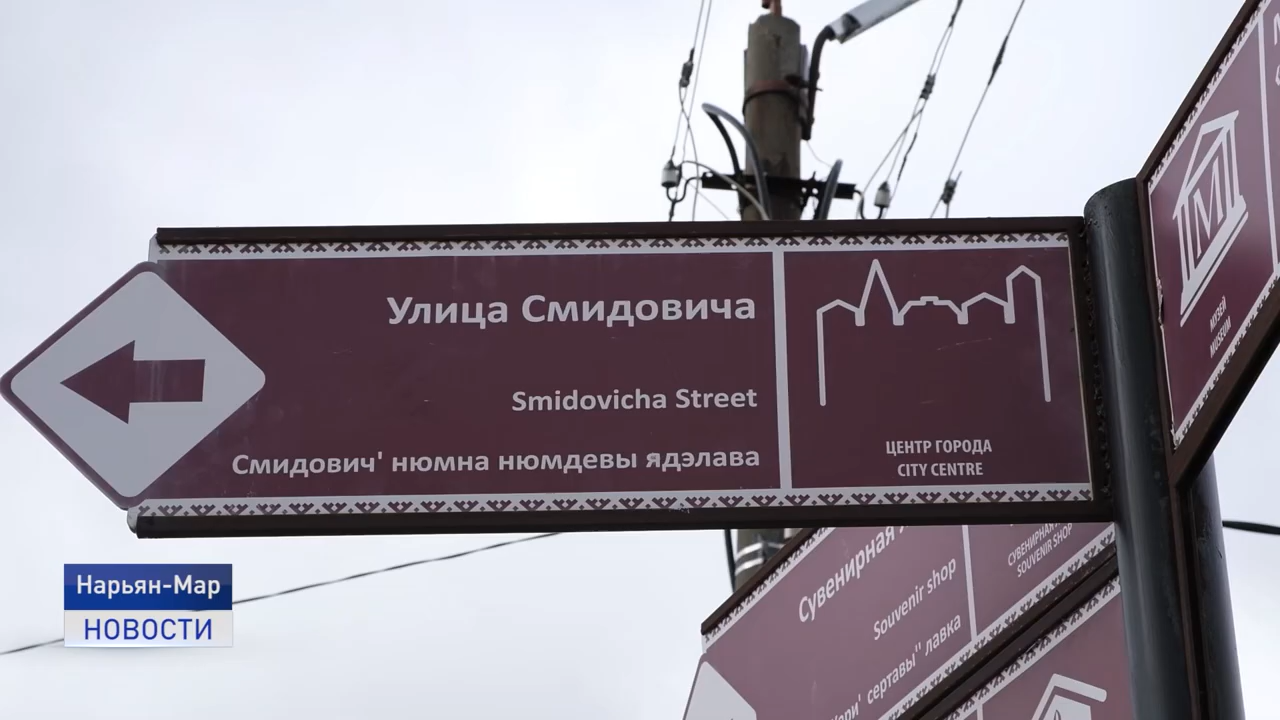 Улица Смидовича
Smidovicha Street
Смидович' нюмна нюмдевы ядэлава
ЦЕНТР ГОРОДА
CITY CENTRE
МУЗЕЙ
MUSEUM
Сувенирная
Souvenir shop
сертавы" лавка
СУВЕНИРНАЯ
SOUVENIR SHOP
Нарьян-Мар
НОВОСТИ